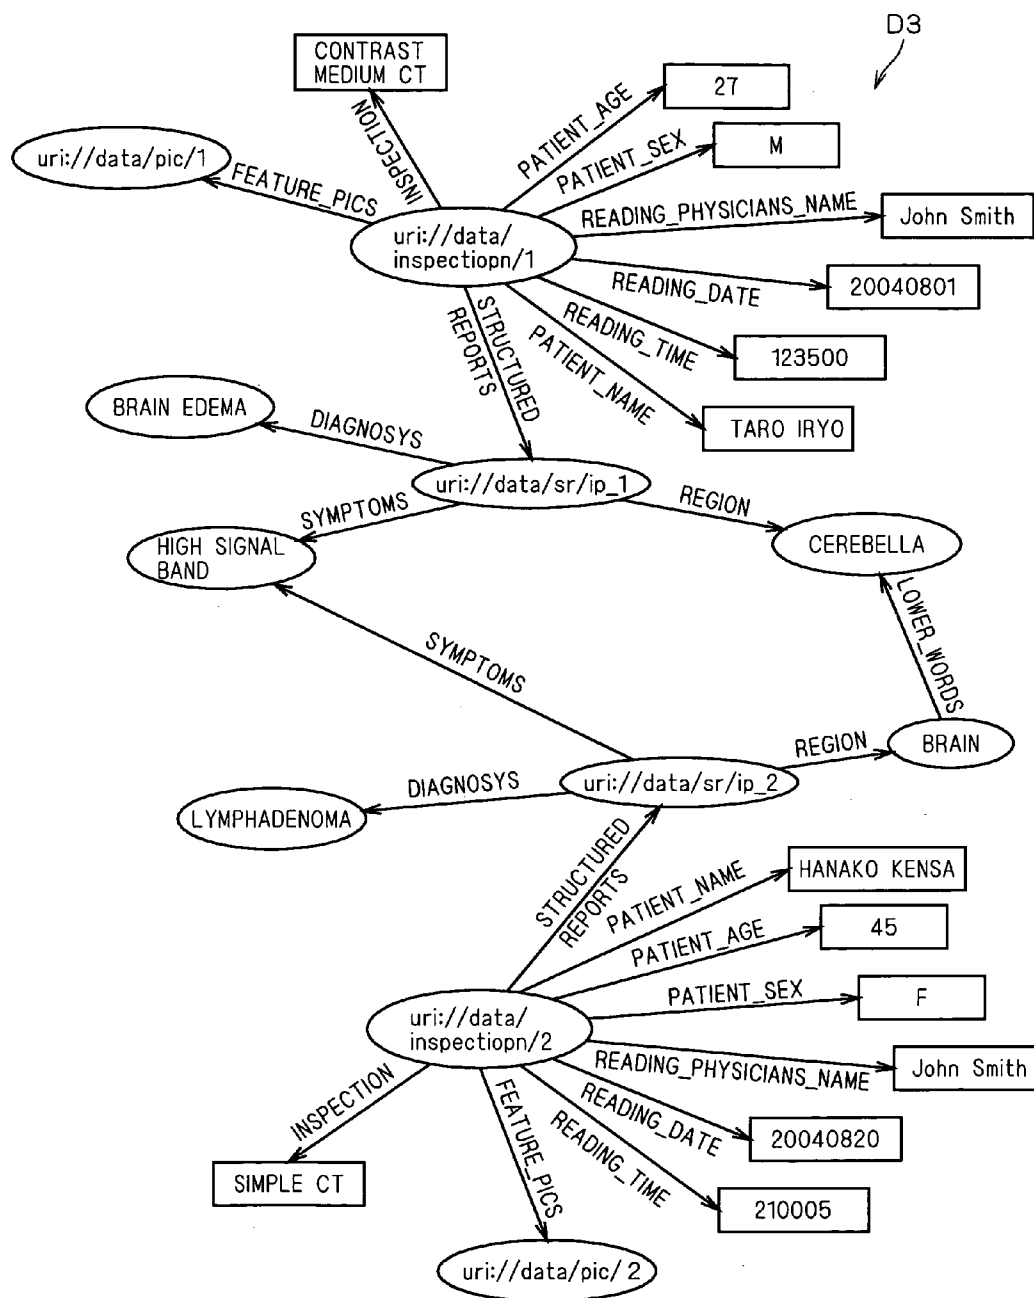 D3
CONTRAST
MEDIUM CT
27
INSPECTION
PATIENT_AGE
M
uri://data/pic/1
FEATURE_PICS
PATIENT_SEX
READING_PHYSICIANS_NAME
John Smith
uri://data/
inspectiopn/1
READING_DATE
20040801
READING_TIME
123500
STRUCTURED
REPORTS
PATIENT_NAME
TARO IRYO
BRAIN EDEMA
DIAGNOSYS
uri://data/sr/ip_1
SYMPTOMS
REGION
HIGH SIGNAL
BAND
CEREBELLA
LOWER_WORDS
SYMPTOMS
REGION
BRAIN
uri://data/sr/ip_2
DIAGNOSYS
LYMPHADENOMA
STRUCTURED
REPORTS
PATIENT_NAME
HANAKO KENSA
PATIENT_AGE
45
PATIENT_SEX
F
uri://data/
inspectiopn/2
READING_PHYSICIANS_NAME
John Smith
INSPECTION
FEATURE_PICS
READING_DATE
20040820
READING_TIME
SIMPLE CT
210005
uri://data/pic/2